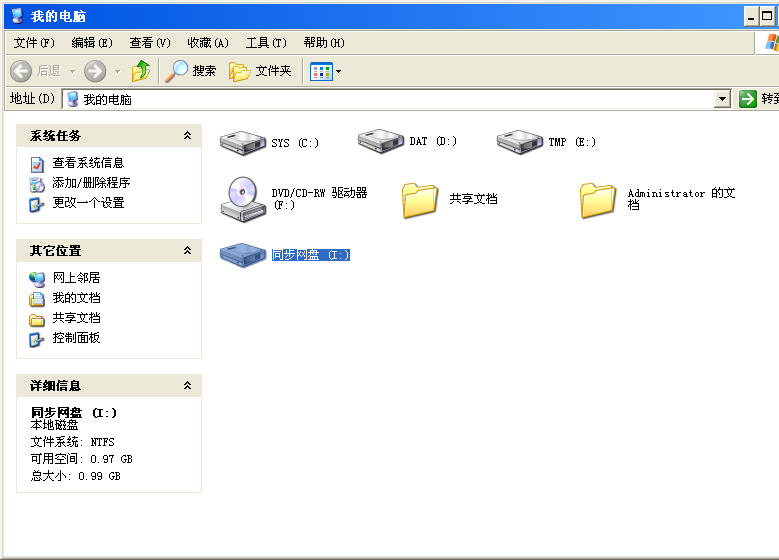 我的电脑
文件(F) 编辑(E) 查看(V) 收藏(A) 工具(T) 帮助(H)
后退 搜索 文件夹
地址(D) 我的电脑 转到
系统任务
查看系统信息
添加/删除程序
更改一个设置
其它位置
网上邻居
我的文档
共享文档
控制面板
详细信息
同步网盘 (I:)
本地磁盘
文件系统: NTFS
可用空间: 0.97 GB
总大小: 0.99 GB
SYS (C:) DAT (D:) TMP (E:)
DVD/CD-RW 驱动器
(F:)
共享文档
Administrator 的文
档
同步网盘 (I:)